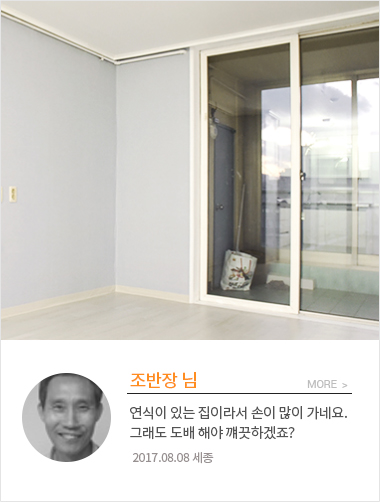 조반장 님
MORE >
연식이 있는 집이라서 손이 많이 가네요.
그래도 도배 해야 꺠끗하겠죠?
2017.08.08 세종